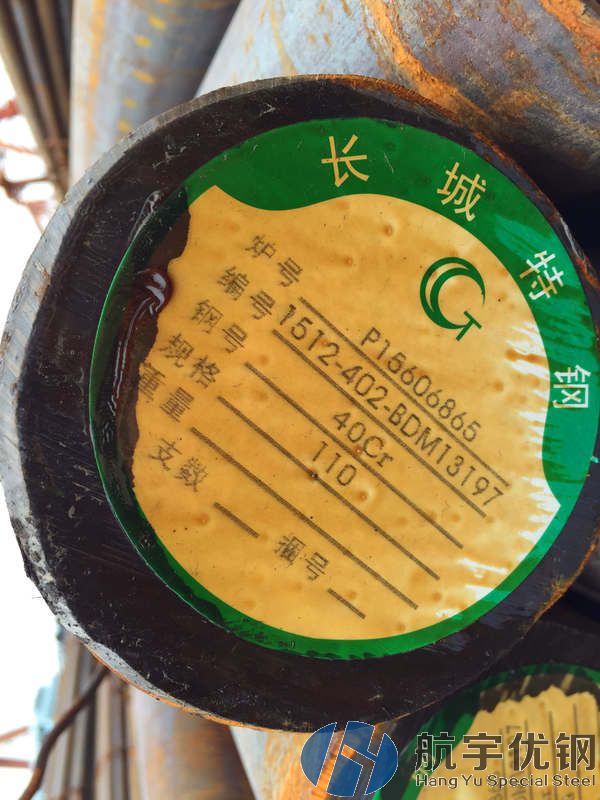 长城特钢
炉号 P15606865
编号 1512-402-BDM13197
钢号 40Cr
规格 110
重量
支数 捆号
航宇优钢
Hang Yu Special Steel